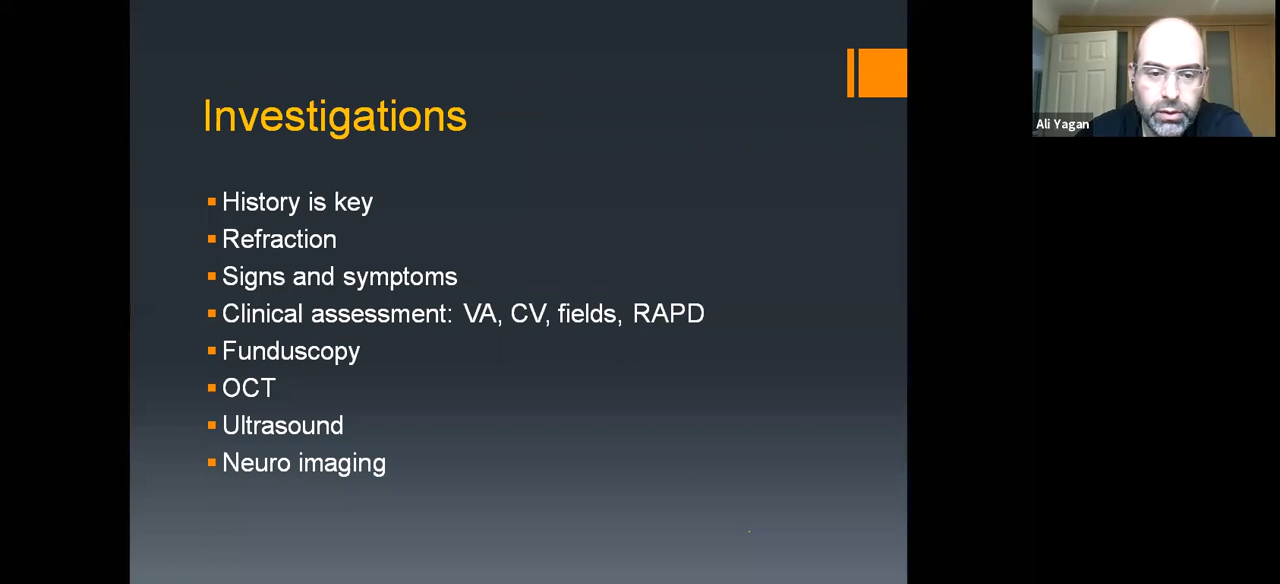 Investigations
History is key
Refraction
Signs and symptoms
Clinical assessment: VA, CV, fields, RAPD
Funduscopy
OCT
Ultrasound
Neuro imaging
Ali Yagan